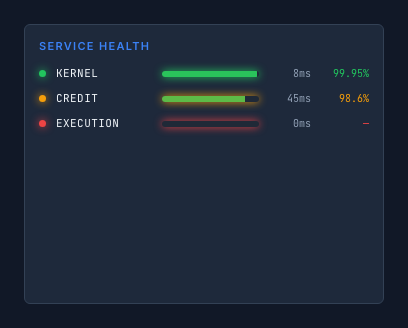 SERVICE HEALTH
KERNEL 8ms 99.95%
CREDIT 45ms 98.6%
EXECUTION 0ms —